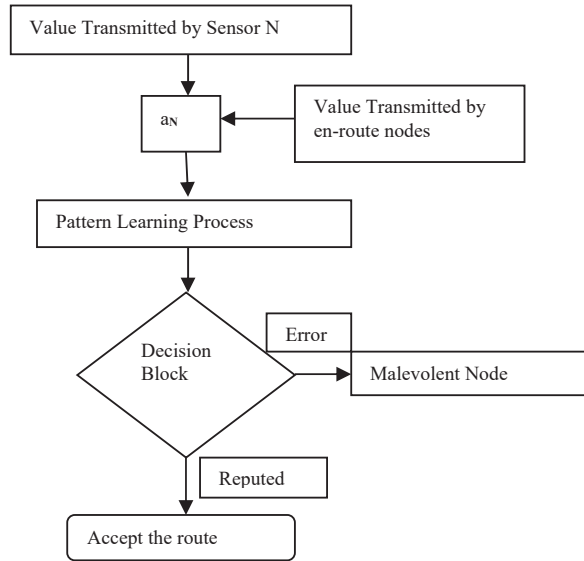 Value Transmitted by Sensor N
aN
Value Transmitted by
en-route nodes
Pattern Learning Process
Decision
Block
Error
Malevolent Node
Reputed
Accept the route